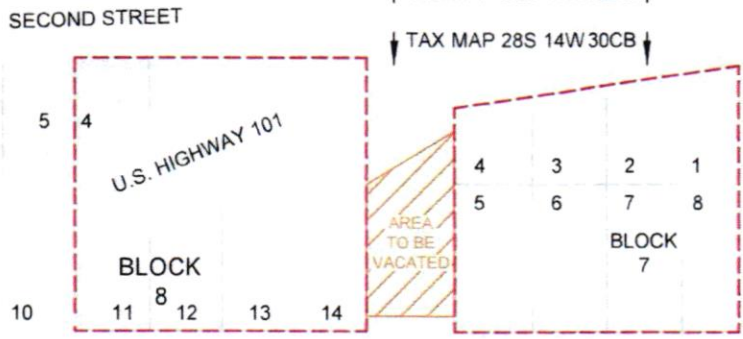 SECOND STREET
TAX MAP 28S 14W 30CB
5 4
U.S. HIGHWAY 101
4 3 2 1
5 6 7 8
AREA
TO BE
VACATED
BLOCK
7
BLOCK
8
10 11 12 13 14